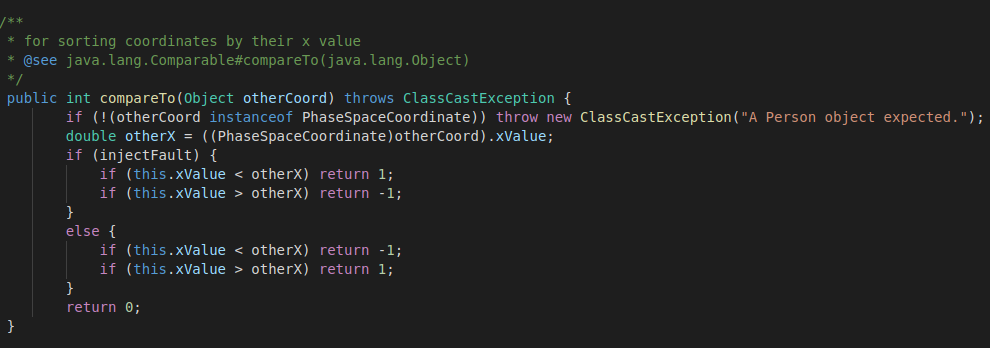 /**
 * for sorting coordinates by their x value
 * @see java.lang.Comparable#compareTo(java.lang.Object)
 */
public int compareTo(Object otherCoord) throws ClassCastException {
       if (!(otherCoord instanceof PhaseSpaceCoordinate)) throw new ClassCastException("A Person object expected.");
       double otherX = ((PhaseSpaceCoordinate)otherCoord).xValue;
       if (injectFault) {
           if (this.xValue < otherX) return 1;
           if (this.xValue > otherX) return -1;
       }
       else {
           if (this.xValue < otherX) return -1;
           if (this.xValue > otherX) return 1;
       }
       return 0;
}